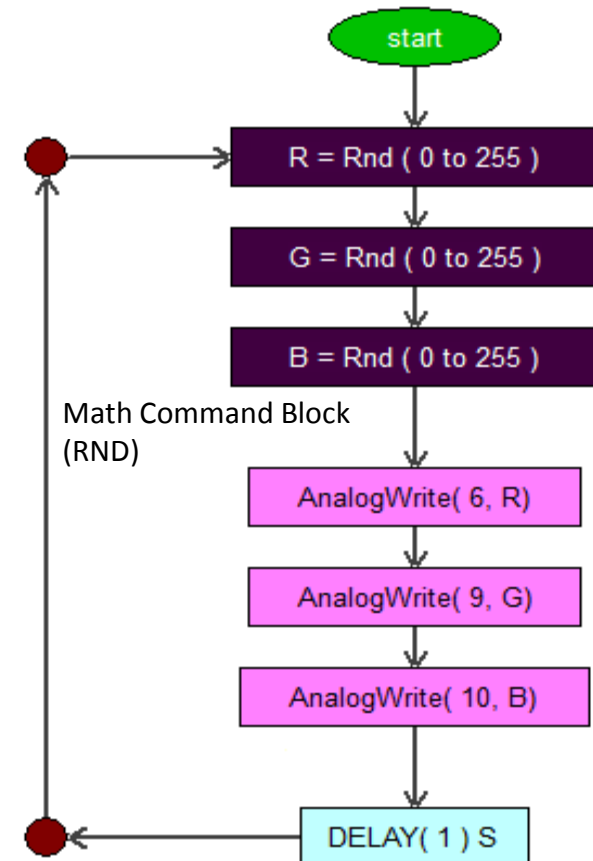 start
R = Rnd ( 0 to 255 )
G = Rnd ( 0 to 255 )
B = Rnd ( 0 to 255 )
Math Command Block
(RND)
AnalogWrite( 6, R)
AnalogWrite( 9, G)
AnalogWrite( 10, B)
DELAY( 1 ) S